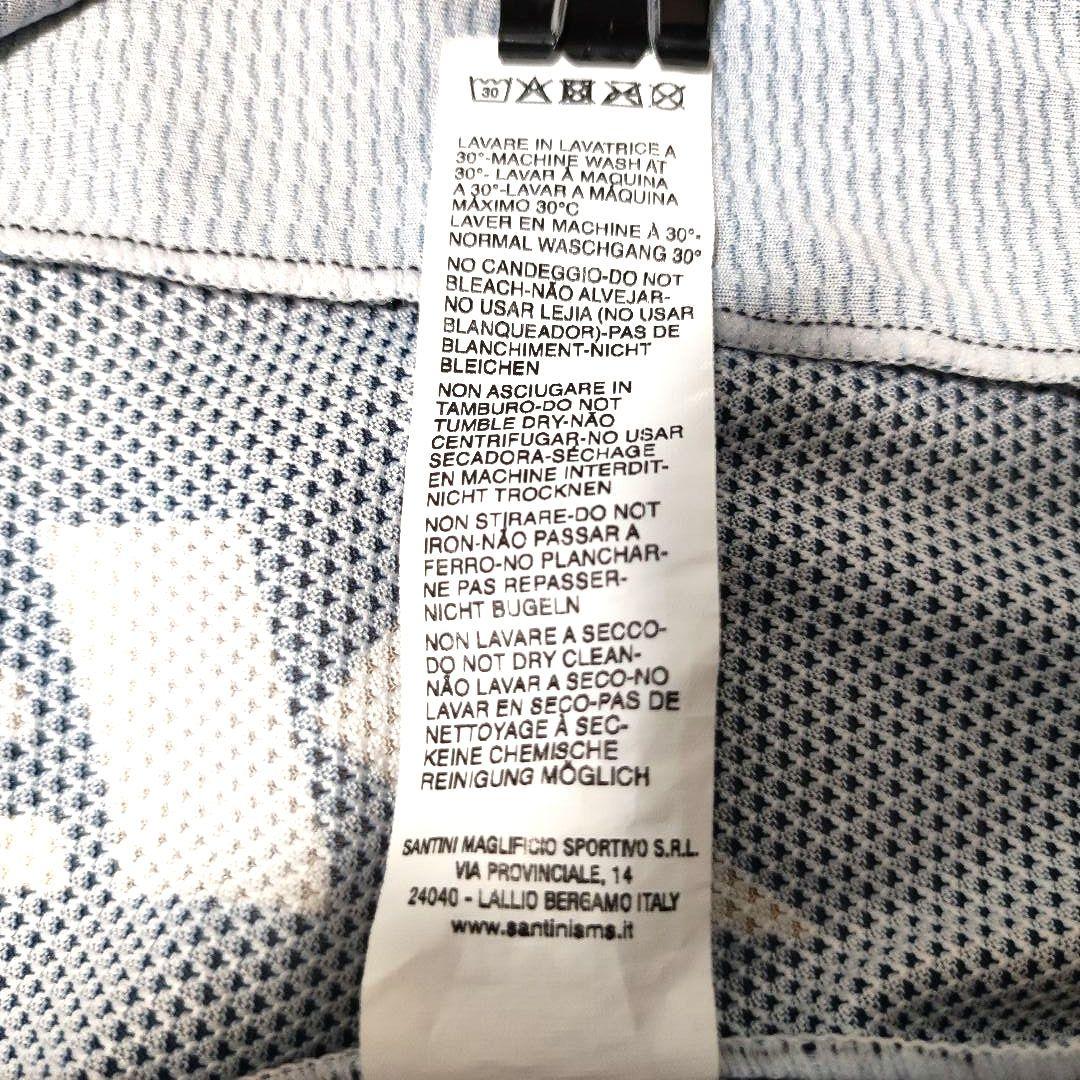 30
LAVARE IN LAVATRICE A
30°-MACHINE WASH AT
30°- LAVAR À MAQUINA
A 30°-LAVAR A MÁQUINA
MÁXIMO 30°C
LAVER EN MACHINE À 30°-
NORMAL WASCHGANG 30°
NO CANDEGGIO-DO NOT
BLEACH-NÃO ALVEJAR-
NO USAR LEJIA (NO USAR
BLANQUEADOR)-PAS DE
BLANCHIMENT-NICHT
BLEICHEN
NON ASCIUGARE IN
TAMBURO-DO NOT
TUMBLE DRY-NÃO
CENTRIFUGAR-NO USAR
SECADORA-SÉCHAGE
EN MACHINE INTERDIT-
NICHT TROCKNEN
NON STIRARE-DO NOT
IRON-NÃO PASSAR A
FERRO-NO PLANCHAR-
NE PAS REPASSER-
NICHT BUGELN
NON LAVARE A SECCO-
DO NOT DRY CLEAN-
NÃO LAVAR A SECO-NO
LAVAR EN SEÇO-PAS DE
NETTOYAGE À SEC-
KEINE CHEMISCHE
REINIGUNG MÖGLICH
SANTINI MAGLIFICIO SPORTIVO S.R.L.
VIA PROVINCIALE, 14
24040 - LALLIO BERGAMO ITALY
www.santinisms.it